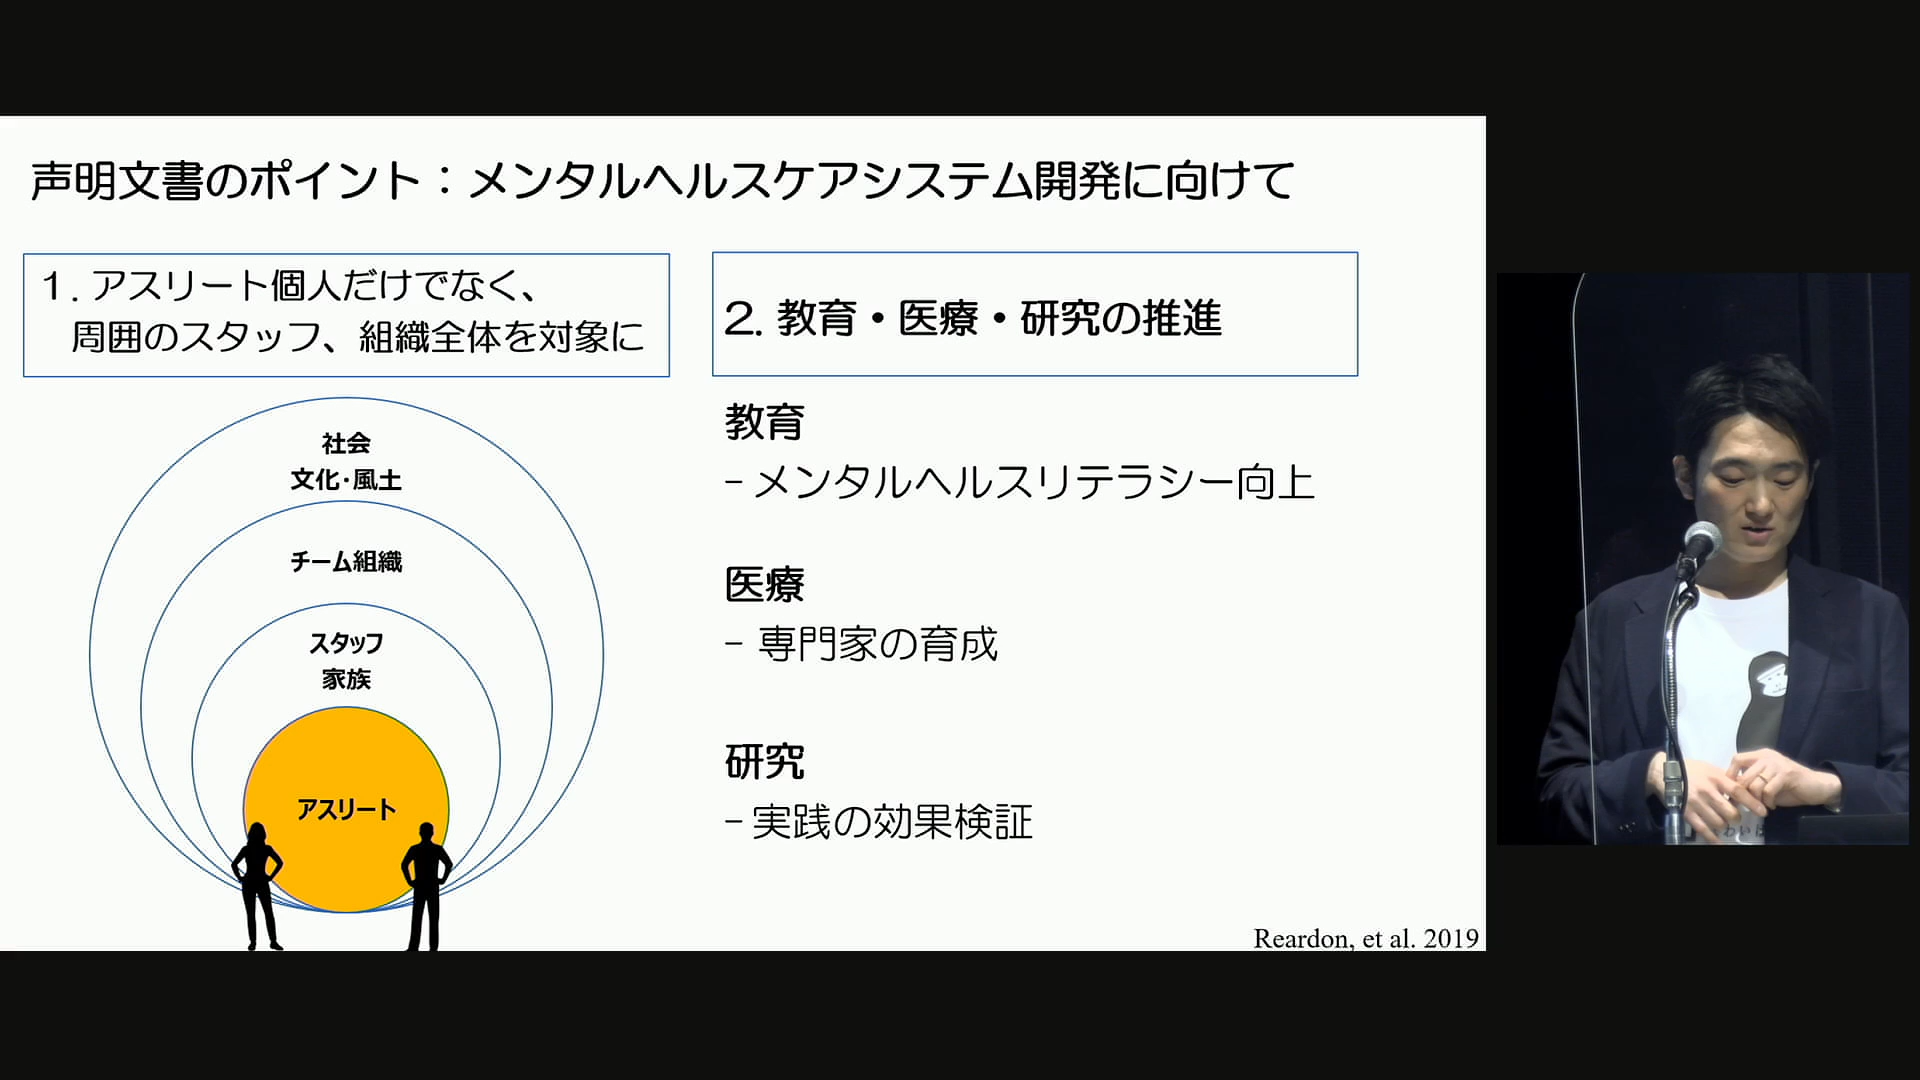 声明文書のポイント：メンタルヘルスケアシステム開発に向けて
１. アスリート個人だけでなく、
周囲のスタッフ、組織全体を対象に
社会
文化･風土
チーム組織
スタッフ
家族
アスリート
2. 教育・医療・研究の推進
教育
− メンタルヘルスリテラシー向上
医療
− 専門家の育成
研究
− 実践の効果検証
Reardon, et al. 2019